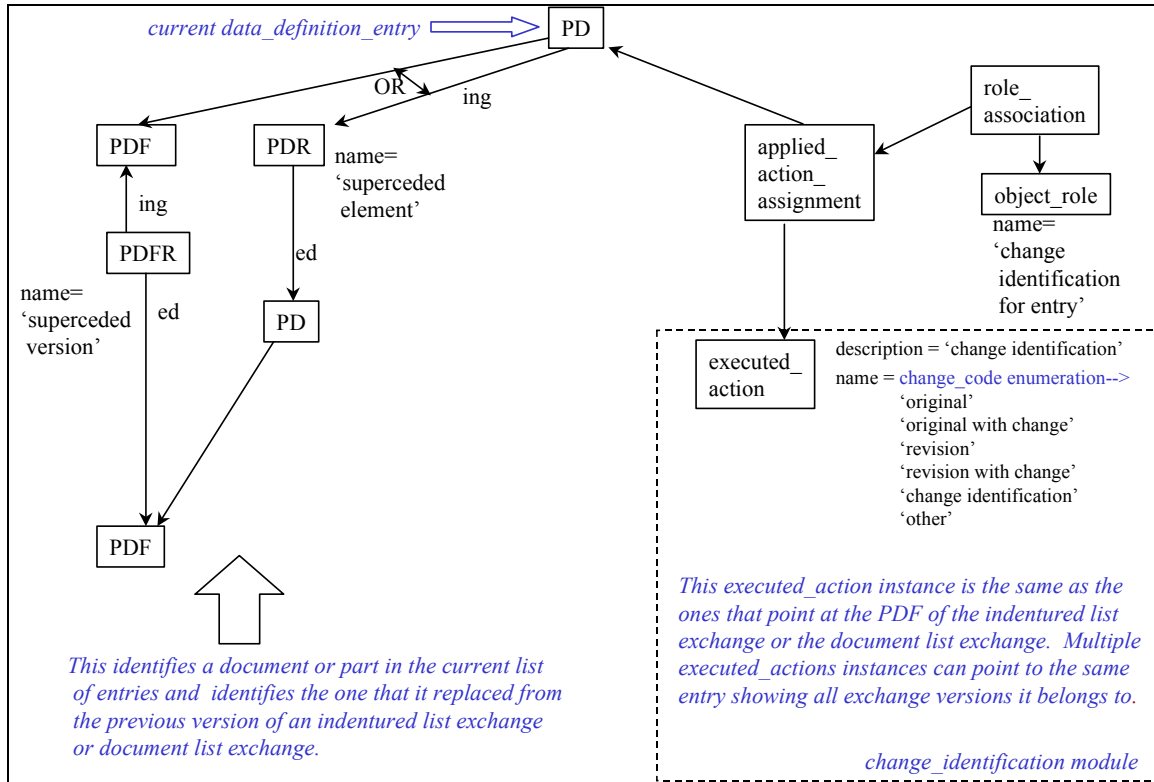 current data_definition_entry
PD
OR
ing
PDF
PDR
name=
‘superceded
element’
ing
PDFR
name=
‘superceded
version’
ed
ed
PD
PDF
This identifies a document or part in the current list
of entries and identifies the one that it replaced from
the previous version of an indentured list exchange
or document list exchange.
role_
association
applied_
action_
assignment
object_role
name=
‘change
identification
for entry’
executed_
action
description = ‘change identification’
name = change_code enumeration-->
‘original’
‘original with change’
‘revision’
‘revision with change’
‘change identification’
‘other’
This executed_action instance is the same as the
ones that point at the PDF of the indentured list
exchange or the document list exchange. Multiple
executed_actions instances can point to the same
entry showing all exchange versions it belongs to.
change_identification module